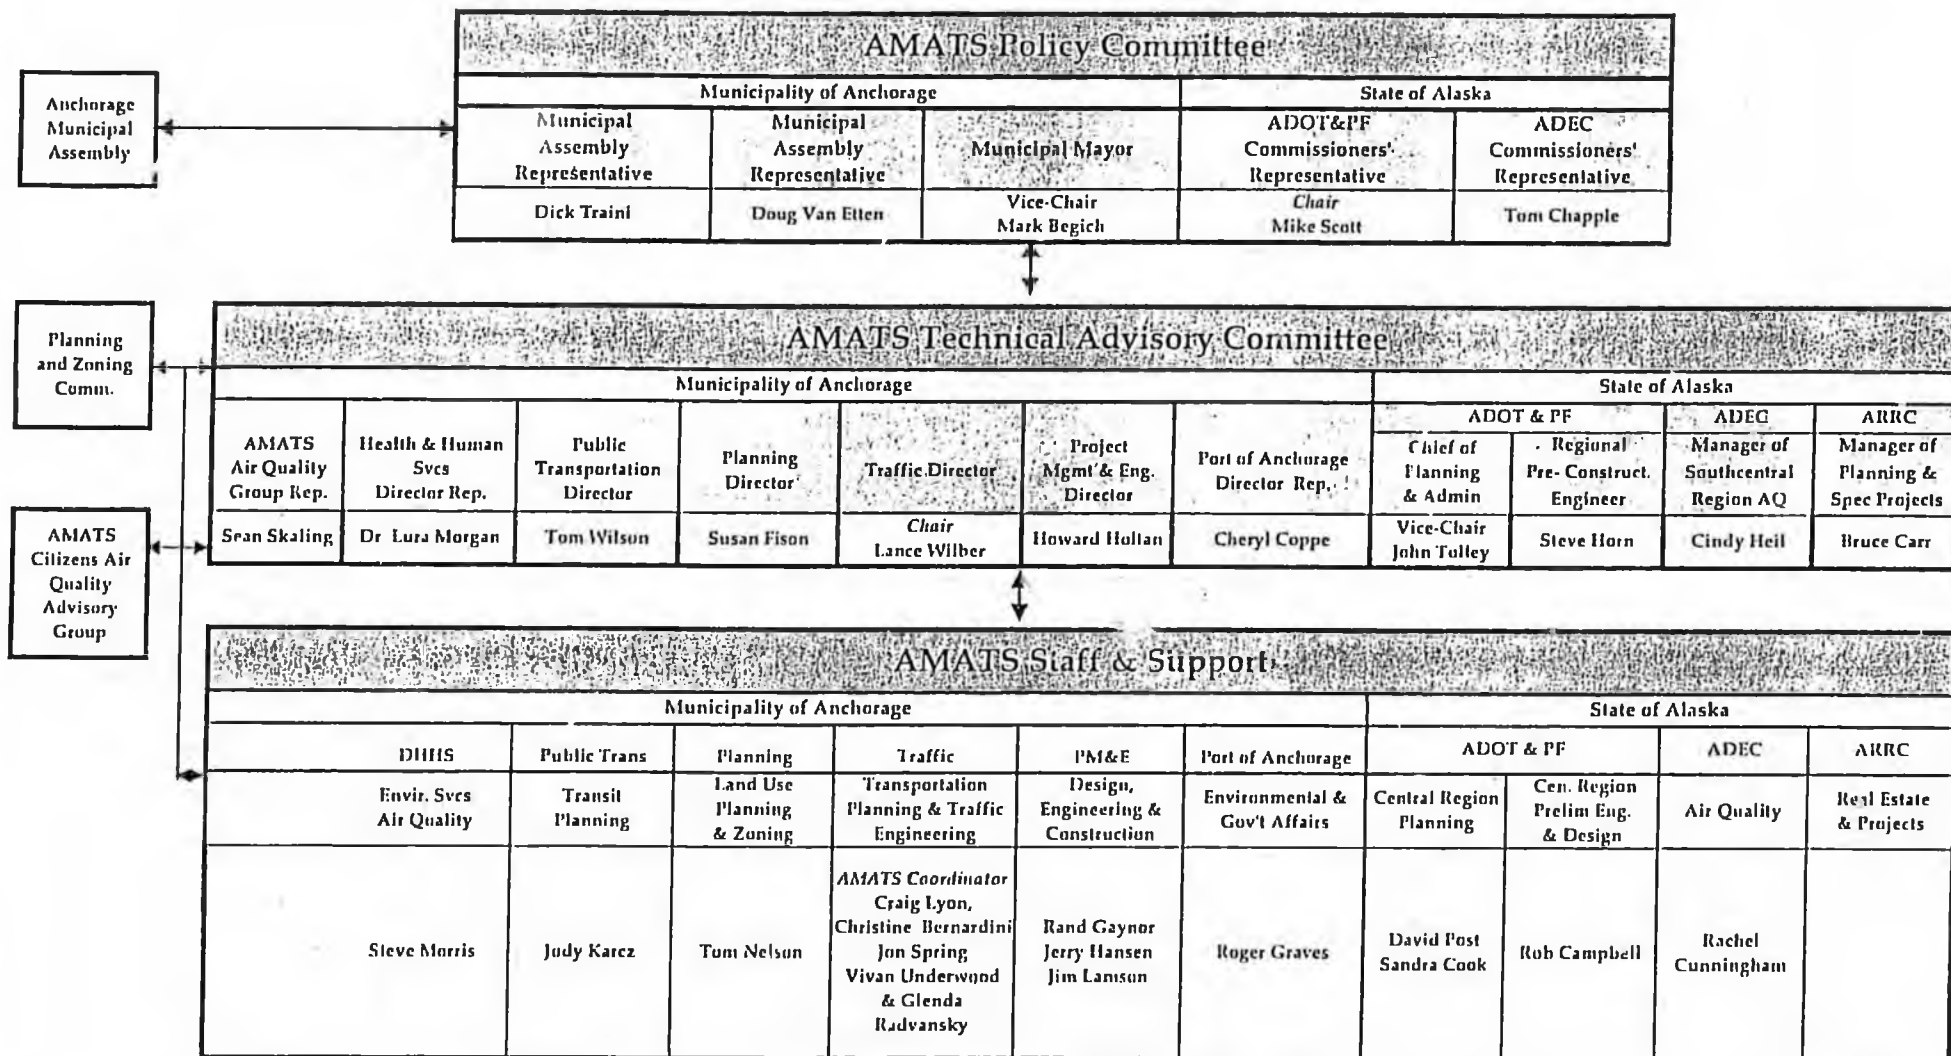 AMATS Policy Committee
Municipality of Anchorage
State of Alaska
Municipal
Assembly
Representative
Municipal
Assembly
Representative
Municipal Mayor
ADOT&PF
Commissioners'
Representative
ADEC
Commissioners'
Representative
Dick Traini
Doug Van Etten
Vice-Chair
Mark Begich
Chair
Mike Scott
Tom Chapple
Anchorage
Municipal
Assembly
Planning
and Zoning
Comm.
AMATS
Citizens Air
Quality
Advisory
Group
AMATS Technical Advisory Committee
Municipality of Anchorage
State of Alaska
AMATS
Air Quality
Group Rep.
Health & Human
Svcs
Director Rep.
Public
Transportation
Director
Planning
Director
Traffic Director
Project
Mgmt & Eng.
Director
Port of Anchorage
Director Rep.
ADOT & PF
Chief of
Planning
& Admin
Regional
Pre-Construct.
Engineer
ADEC
Manager of
Southcentral
Region AQ
ARRC
Manager of
Planning &
Spec Projects
Sean Skaling
Dr Lura Morgan
Tom Wilson
Susan Fison
Chair
Lance Wilber
Howard Holtan
Cheryl Coppe
Vice-Chair
John Tolley
Steve Horn
Cindy Heil
Bruce Carr
AMATS Staff & Support
Municipality of Anchorage
State of Alaska
DHHS
Public Trans
Planning
Traffic
PM&E
Port of Anchorage
ADOT & PF
ADEC
ARRC
Envir. Svcs
Air Quality
Transit
Planning
Land Use
Planning
& Zoning
Transportation
Planning & Traffic
Engineering
Design,
Engineering &
Construction
Environmental &
Gov't Affairs
Central Region
Planning
Cen. Region
Prelim Eng.
& Design
Air Quality
Real Estate
& Projects
Steve Morris
Judy Karcz
Tom Nelson
AMATS Coordinator
Craig Lyon,
Christine Bernardini
Jon Spring
Vivan Underwood
& Glenda
Radvansky
Rand Gaynor
Jerry Hansen
Jim Lamson
Roger Graves
David Post
Sandra Cook
Rob Campbell
Rachel
Cunningham